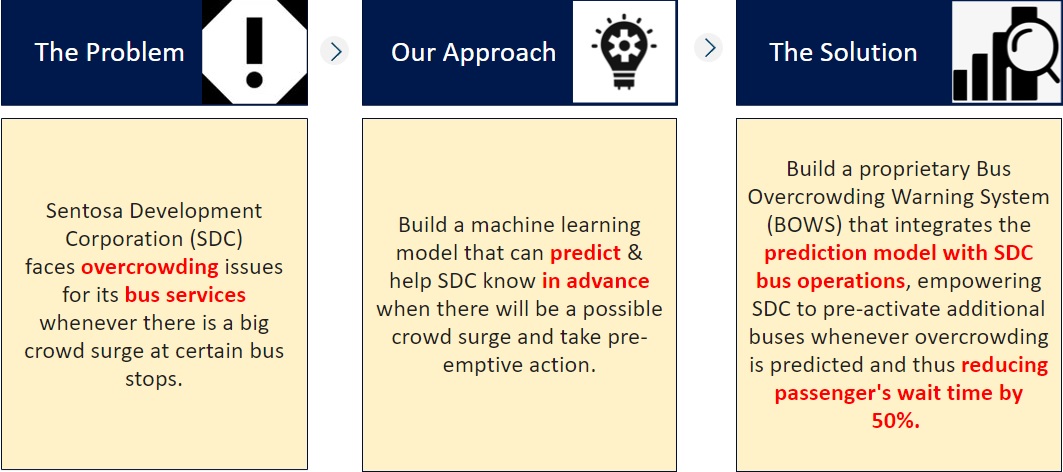 The Problem
Our Approach
The Solution
Sentosa Development
Corporation (SDC)
faces overcrowding issues
for its bus services
whenever there is a big
crowd surge at certain bus
stops.
Build a machine learning
model that can predict &
help SDC know in advance
when there will be a possible
crowd surge and take pre-
emptive action.
Build a proprietary Bus
Overcrowding Warning System
(BOWS) that integrates the
prediction model with SDC
bus operations, empowering
SDC to pre-activate additional
buses whenever overcrowding
is predicted and thus reducing
passenger's wait time by
50%.